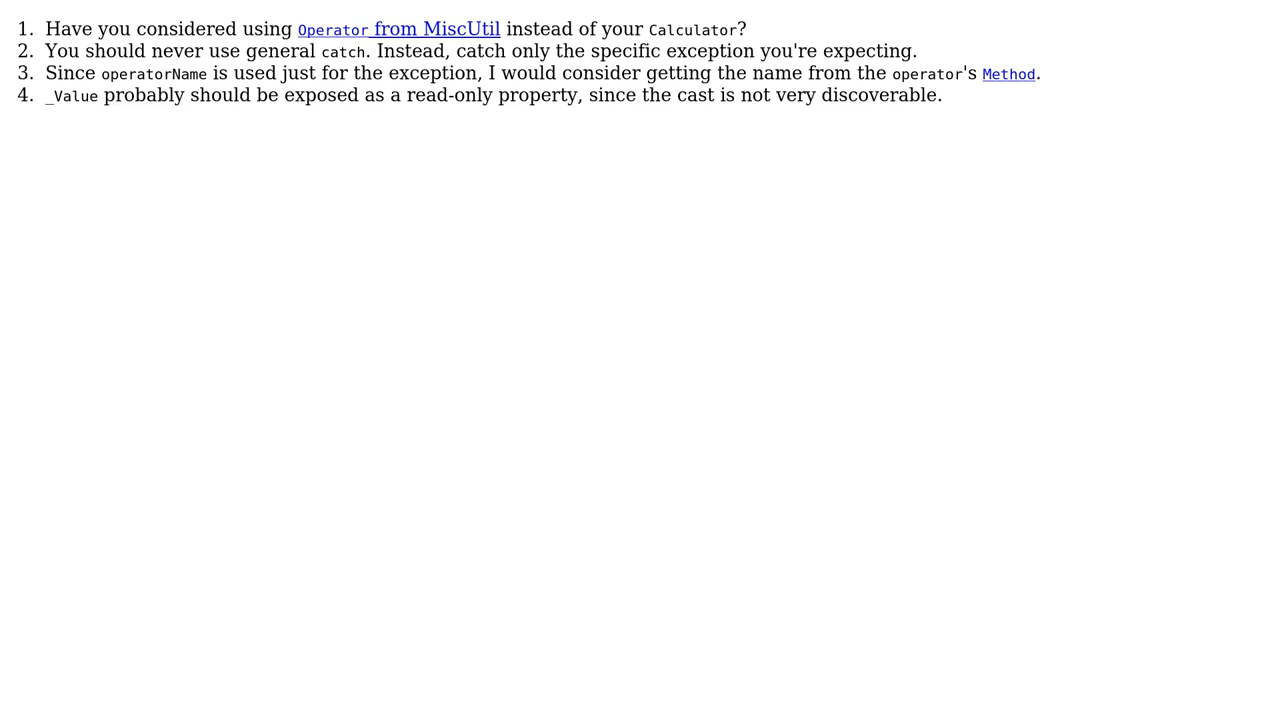 1. Have you considered using Operator from MiscUtil instead of your Calculator?
2. You should never use general catch. Instead, catch only the specific exception you're expecting.
3. Since operatorName is used just for the exception, I would consider getting the name from the operator's Method.
4. _Value probably should be exposed as a read-only property, since the cast is not very discoverable.